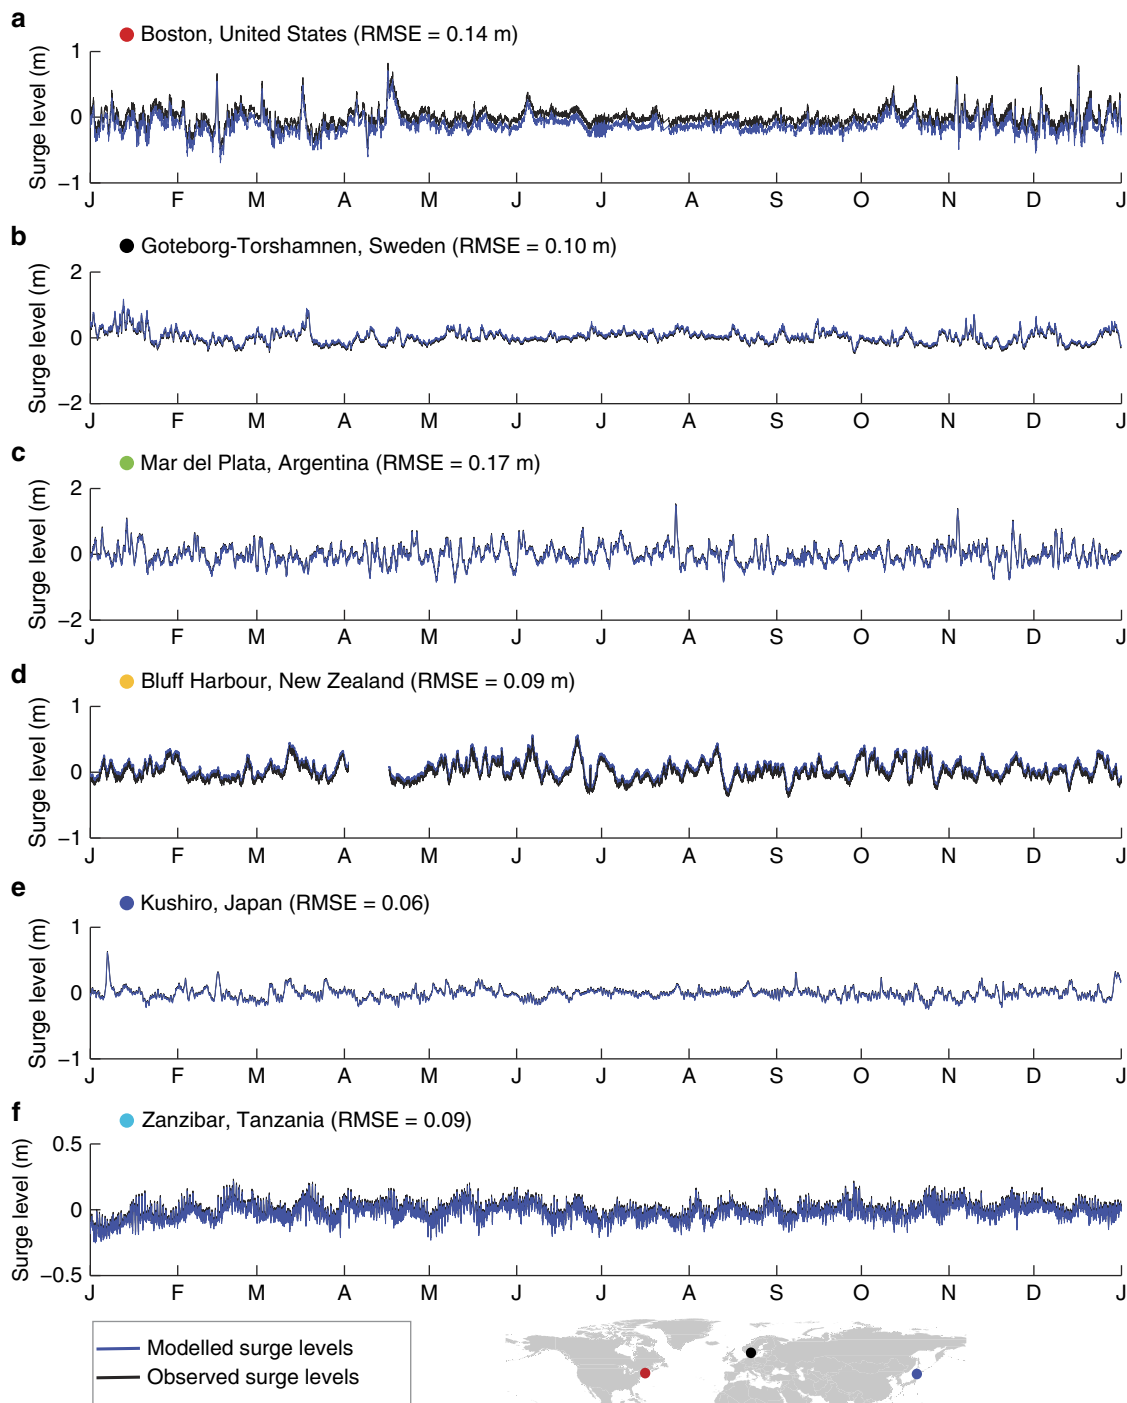 a
Boston, United States (RMSE = 0.14 m)
Surge level (m)
1
0
−1
J F M A M J J A S O N D J
b
Goteborg-Torshamnen, Sweden (RMSE = 0.10 m)
Surge level (m)
2
0
−2
J F M A M J J A S O N D J
c
Mar del Plata, Argentina (RMSE = 0.17 m)
Surge level (m)
2
0
−2
J F M A M J J A S O N D J
d
Bluff Harbour, New Zealand (RMSE = 0.09 m)
Surge level (m)
1
0
−1
J F M A M J J A S O N D J
e
Kushiro, Japan (RMSE = 0.06)
Surge level (m)
1
0
−1
J F M A M J J A S O N D J
f
Zanzibar, Tanzania (RMSE = 0.09)
Surge level (m)
0.5
0
−0.5
J F M A M J J A S O N D J
Modelled surge levels
Observed surge levels